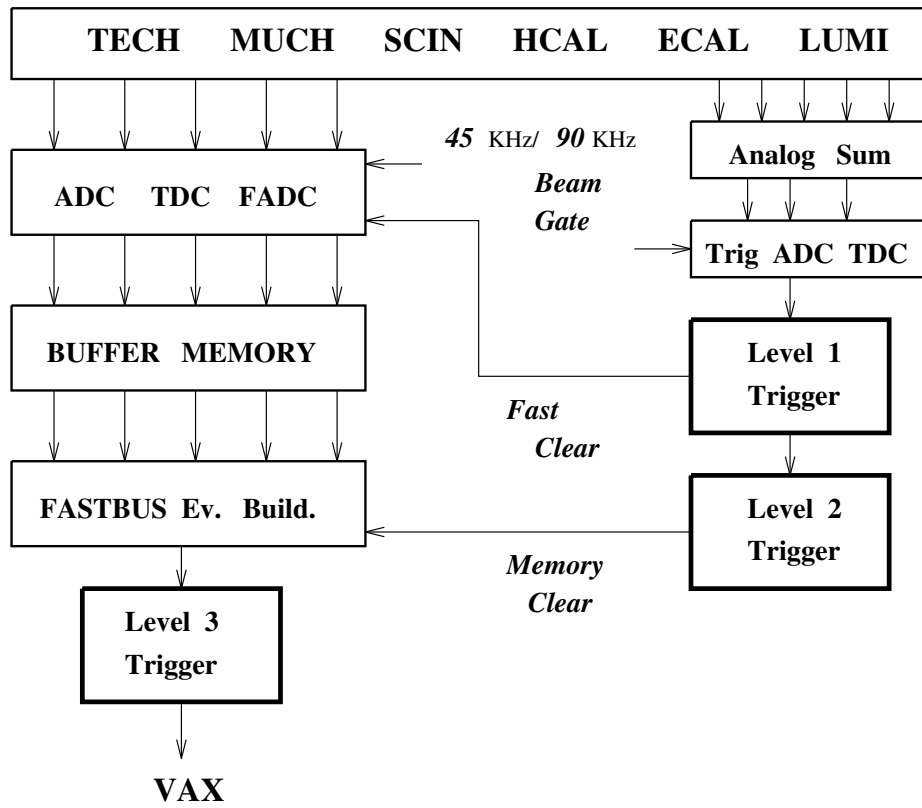 TECH MUCH SCIN HCAL ECAL LUMI
45 KHz/ 90 KHz
Beam
Gate
Analog Sum
ADC TDC FADC
Trig ADC TDC
BUFFER MEMORY
Level 1
Trigger
Fast
Clear
FASTBUS Ev. Build.
Level 2
Trigger
Memory
Clear
Level 3
Trigger
VAX